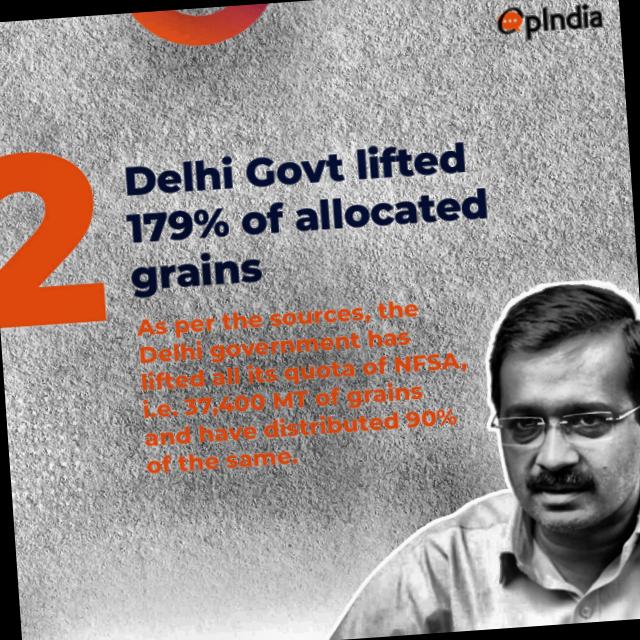 OpIndia
2
Delhi Govt lifted
179% of allocated
grains
As per the sources, the
Delhi government has
lifted all its quota of NFSA,
i.e. 37,400 MT of grains
and have distributed 90%
of the same.